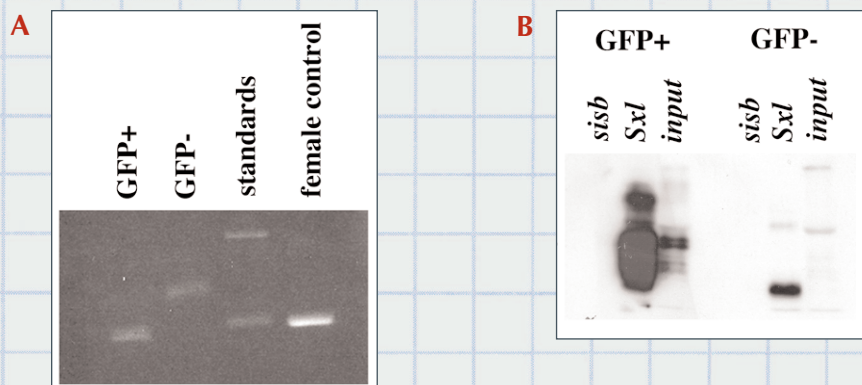 A
GFP+
GFP-
standards
female control
B
GFP+ GFP-
sisb Sxl input sisb Sxl input